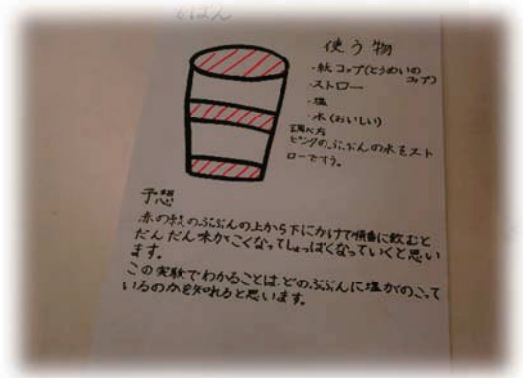 使う物
・紙コップ(とうめいのコップ)
・ストロー
・塩
・水(おいしい)
調べ方
ピンクのぶぶんの水をスト
ローですう。
予想
赤の線のぶぶんの上から下にかけて順番に飲むと
だんだん味がこくなってしょっぱくなっていくと思い
ます。
この実験でわかることは、どのぶぶんに塩がのこって
いるのかを知れると思います。